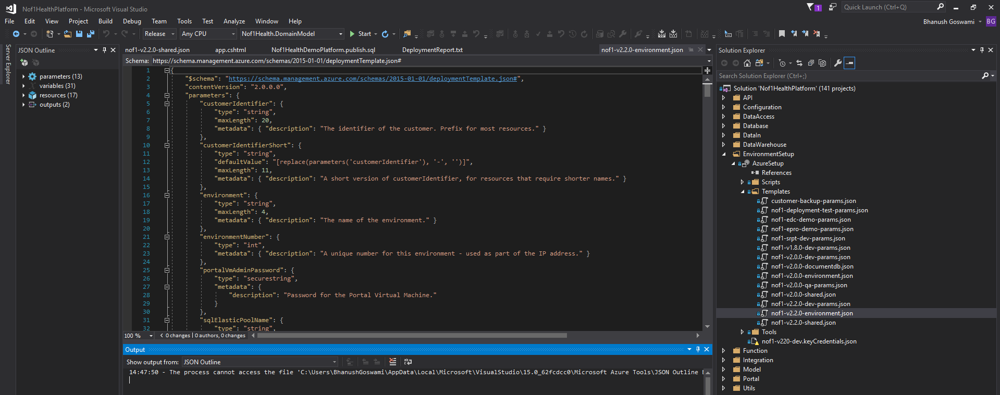 Nof1HealthPlatform - Microsoft Visual Studio
1
Quick Launch (Ctrl+Q)
File Edit View Project Build Debug Team Tools Test Analyze Window Help
Bhanush Goswami BG
Release Any CPU Nof1Health.DomainModel Start
Server Explorer
JSON Outline
parameters (13)
variables (31)
resources (17)
outputs (2)
nof1-v2.2.0-shared.json app.cshtml Nof1HealthDemoPlatform.publish.sql DeploymentReport.txt nof1-v2.2.0-environment.json
Schema: https://schema.management.azure.com/schemas/2015-01-01/deploymentTemplate.json#
1 {
2 "$schema": "https://schema.management.azure.com/schemas/2015-01-01/deploymentTemplate.json#",
3 "contentVersion": "2.0.0.0",
4 "parameters": {
5 "customerIdentifier": {
6 "type": "string",
7 "maxLength": 20,
8 "metadata": { "description": "The identifier of the customer. Prefix for most resources." }
9 },
10 "customerIdentifierShort": {
11 "type": "string",
12 "defaultValue": "[replace(parameters('customerIdentifier'), '-', '')]",
13 "maxLength": 11,
14 "metadata": { "description": "A short version of customerIdentifier, for resources that require shorter names." }
15 },
16 "environment": {
17 "type": "string",
18 "maxLength": 4,
19 "metadata": { "description": "The name of the environment." }
20 },
21 "environmentNumber": {
22 "type": "int",
23 "metadata": { "description": "A unique number for this environment - used as part of the IP address." }
24 },
25 "portalVmAdminPassword": {
26 "type": "securestring",
27 "metadata": {
28 "description": "Password for the Portal Virtual Machine."
29 }
30 },
31 "sqlElasticPoolName": {
32 "type": "string",
100 % 0 changes | 0 authors, 0 changes
Output
Show output from: JSON Outline
14:47:50 - The process cannot access the file 'C:\Users\BhanushGoswami\AppData\Local\Microsoft\VisualStudio\15.0_62fcdcc0\Microsoft Azure Tools\JSON Outline
Solution Explorer
Search Solution Explorer (Ctrl+;)
Solution 'Nof1HealthPlatform' (141 projects)
API
Configuration
DataAccess
Database
DataIn
DataWarehouse
EnvironmentSetup
AzureSetup
References
Scripts
Templates
customer-backup-params.json
nof1-deployment-test-params.json
nof1-edc-demo-params.json
nof1-epro-demo-params.json
nof1-srpt-dev-params.json
nof1-v1.8.0-dev-params.json
nof1-v2.0.0-dev-params.json
nof1-v2.0.0-documentdb.json
nof1-v2.0.0-environment.json
nof1-v2.0.0-qa-params.json
nof1-v2.0.0-shared.json
nof1-v2.2.0-dev-params.json
nof1-v2.2.0-environment.json
nof1-v2.2.0-shared.json
Tools
nof1-v220-dev.keyCredentials.json
Function
Integration
Model
Portal
Utils